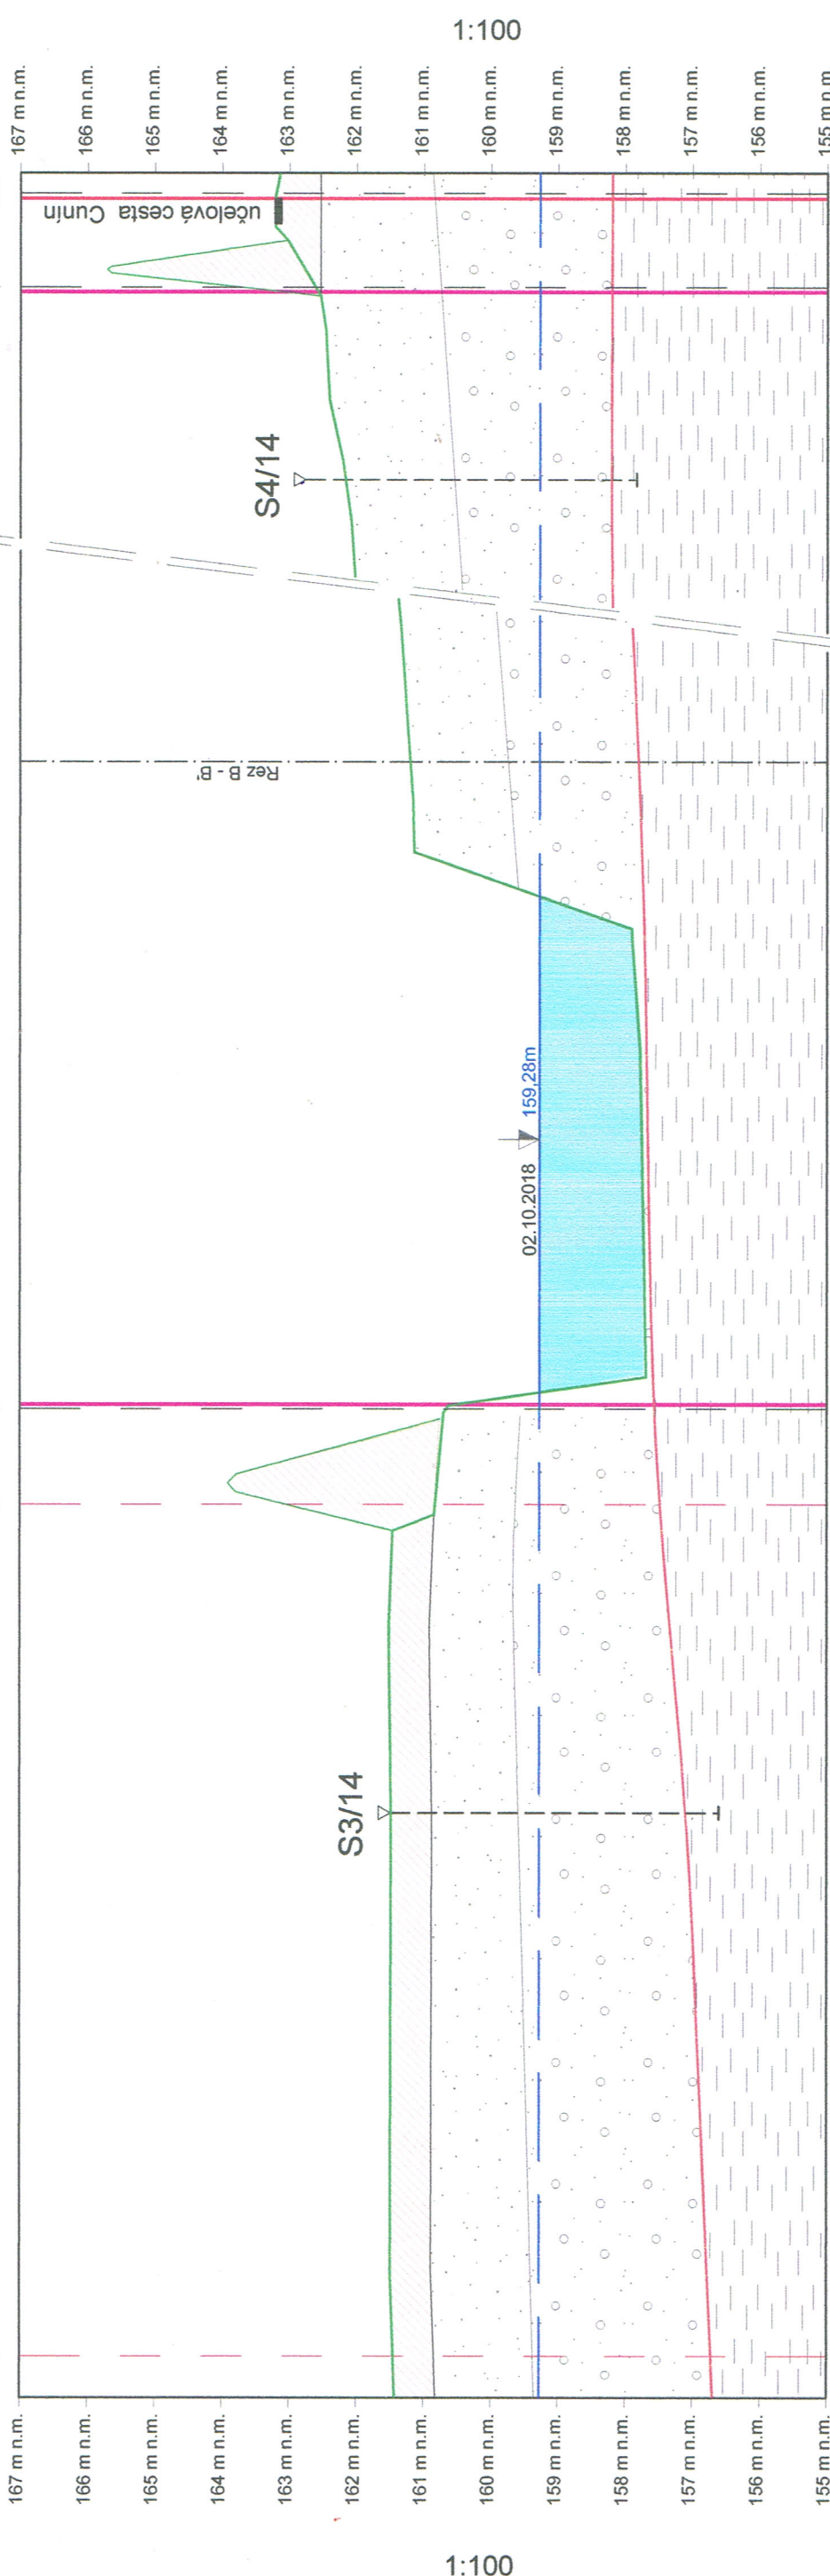 1:100
167 m n.m.
166 m n.m.
165 m n.m.
164 m n.m.
163 m n.m.
162 m n.m.
161 m n.m.
160 m n.m.
159 m n.m.
158 m n.m.
157 m n.m.
156 m n.m.
155 m n.m.
učelová cesta Čunín
S4/14
Rez B - B'
02.10.2018 159,28m
S3/14
167 m n.m.
166 m n.m.
165 m n.m.
164 m n.m.
163 m n.m.
162 m n.m.
161 m n.m.
160 m n.m.
159 m n.m.
158 m n.m.
157 m n.m.
156 m n.m.
155 m n.m.
1:100